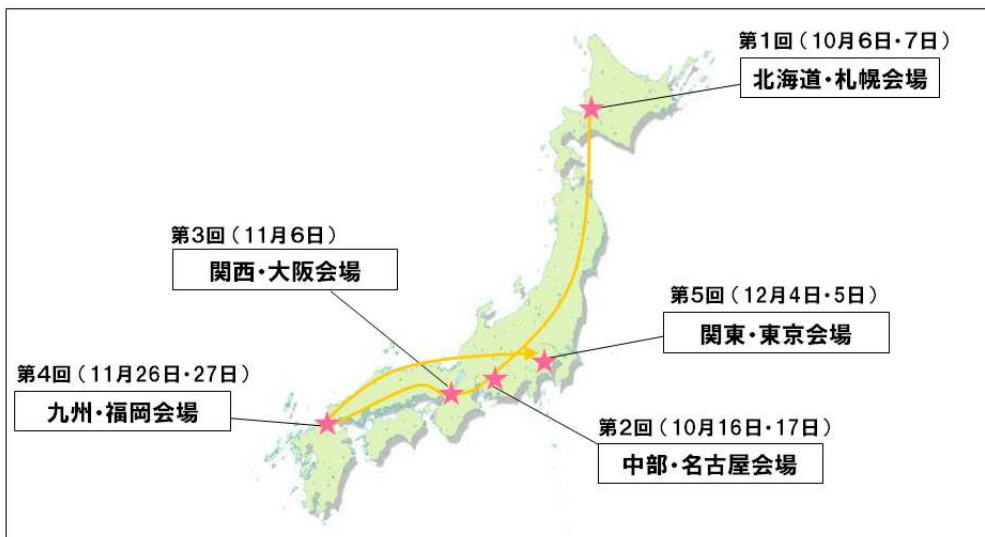 第1回(10月6日・7日)
北海道・札幌会場
第3回(11月6日)
関西・大阪会場
第5回(12月4日・5日)
関東・東京会場
第4回(11月26日・27日)
九州・福岡会場
第2回(10月16日・17日)
中部・名古屋会場